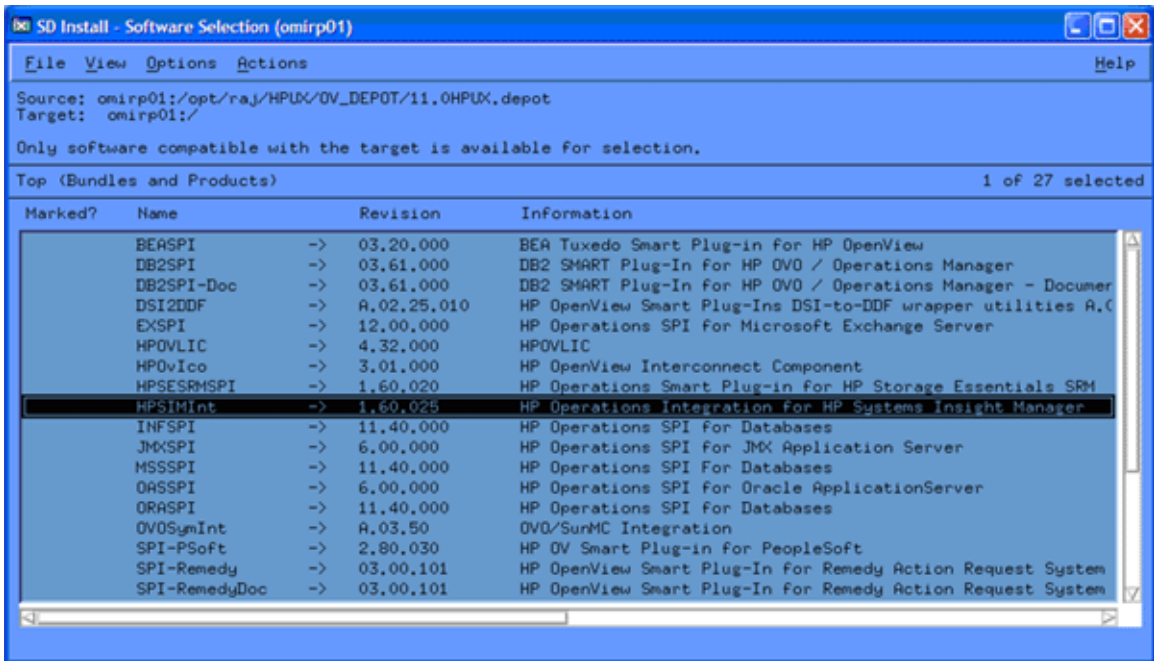 SD Install - Software Selection (omirp01)
File View Options Actions Help
Source: omirp01:/opt/raj/HPUX/OV_DEPOT/11.0HPUX.depot
Target: omirp01:/
Only software compatible with the target is available for selection.
Top (Bundles and Products) 1 of 27 selected
Marked? Name Revision Information
BEASPI -> 03.20.000 BEA Tuxedo Smart Plug-in for HP OpenView
DB2SPI -> 03.61.000 DB2 SMART Plug-In for HP OVO / Operations Manager
DB2SPI-Doc -> 03.61.000 DB2 SMART Plug-In for HP OVO / Operations Manager - Documen
DSI2DDF -> A.02.25.010 HP OpenView Smart Plug-Ins DSI-to-DDF wrapper utilities A.0
EXSPI -> 12.00.000 HP Operations SPI for Microsoft Exchange Server
HPOVLIC -> 4.32.000 HPOVLIC
HPOvIco -> 3.01.000 HP OpenView Interconnect Component
HPSESRMSPI -> 1.60.020 HP Operations Smart Plug-in for HP Storage Essentials SRM
HPSIMInt -> 1.60.025 HP Operations Integration for HP Systems Insight Manager
INFSPI -> 11.40.000 HP Operations SPI for Databases
JMXSPI -> 6.00.000 HP Operations SPI for JMX Application Server
MSSSPI -> 11.40.000 HP Operations SPI For Databases
OASSPI -> 6.00.000 HP Operations SPI for Oracle ApplicationServer
ORASPI -> 11.40.000 HP Operations SPI for Databases
OVOSymInt -> A.03.50 OVO/SunMC Integration
SPI-PSoft -> 2.80.030 HP OV Smart Plug-in for PeopleSoft
SPI-Remedy -> 03.00.101 HP OpenView Smart Plug-In for Remedy Action Request System
SPI-RemedyDoc -> 03.00.101 HP OpenView Smart Plug-In for Remedy Action Request System